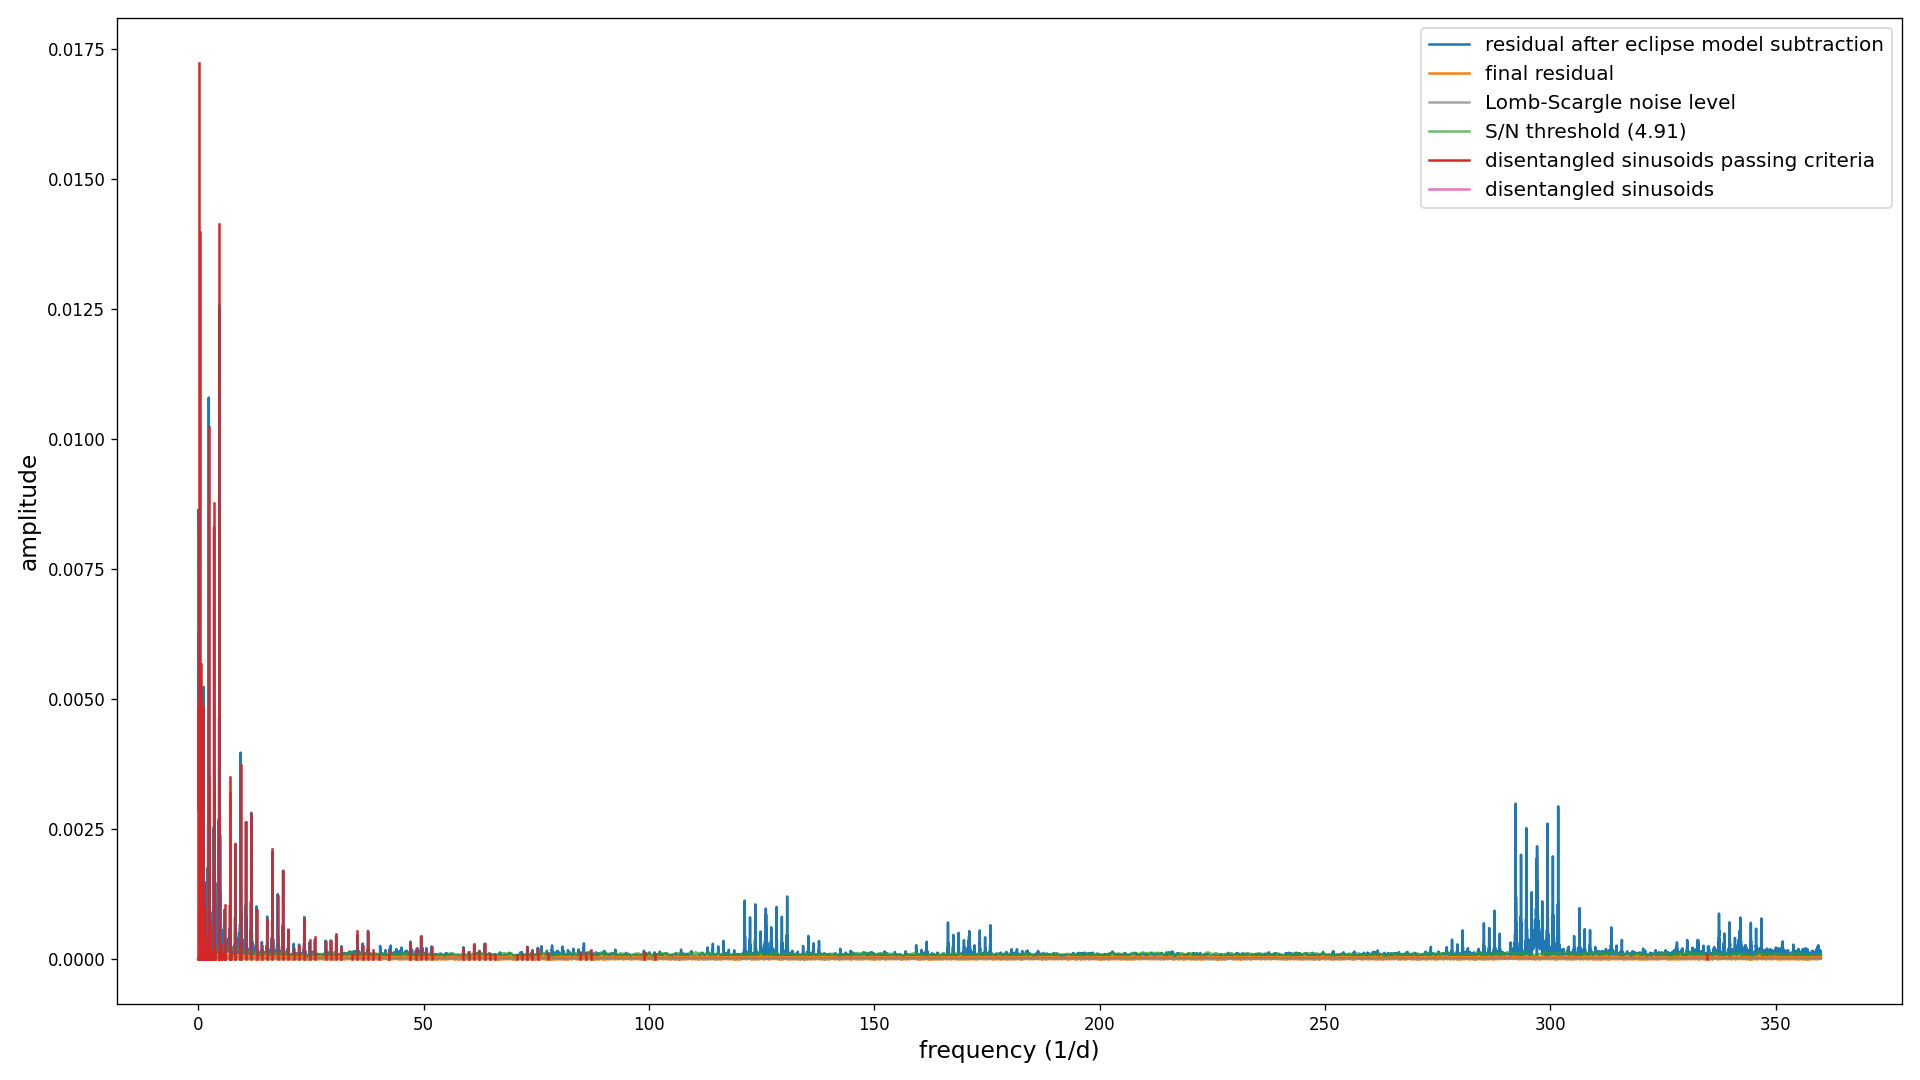 residual after eclipse model subtraction
final residual
Lomb-Scargle noise level
S/N threshold (4.91)
disentangled sinusoids passing criteria
disentangled sinusoids
0.0175
0.0150
0.0125
0.0100
0.0075
0.0050
0.0025
0.0000
amplitude
0 50 100 150 200 250 300 350
frequency (1/d)